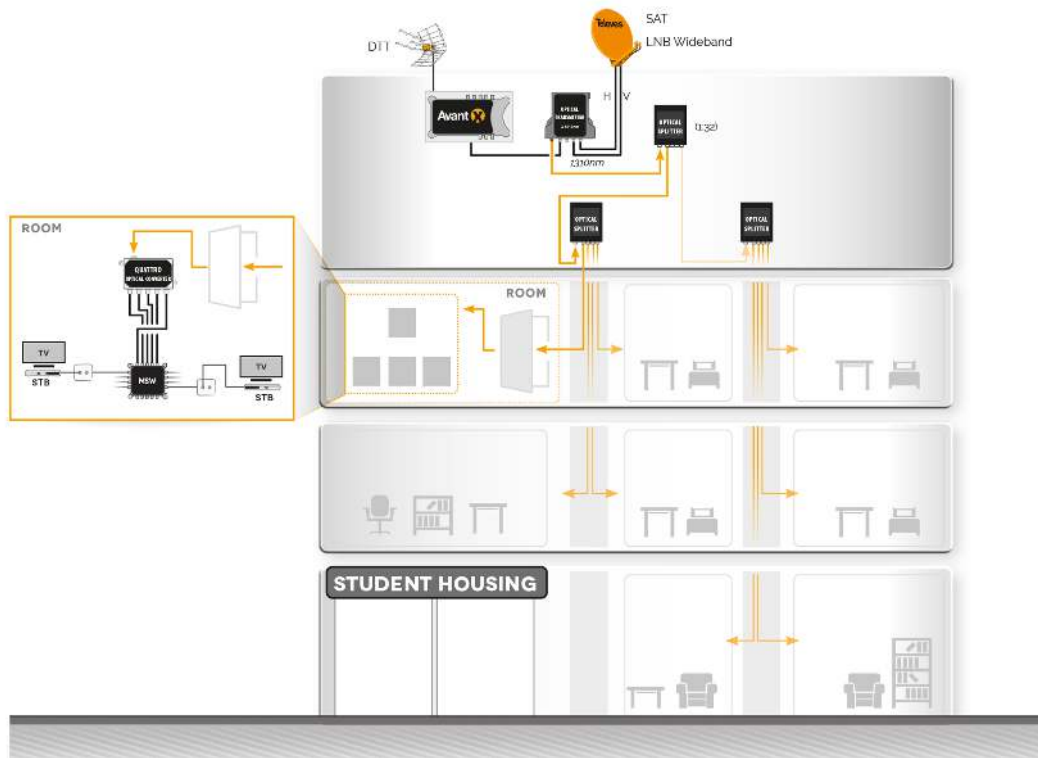 SAT
Televes
DTT
LNB Wideband
Avant X
OPTICAL
H V
OPTICAL
SPLITTER
(1:32)
1310nm
ROOM
OPTICAL
SPLITTER
OPTICAL
SPLITTER
QUATTRO
OPTICAL CONVERTER
ROOM
TV
STB
MSW
TV
STB
STUDENT HOUSING